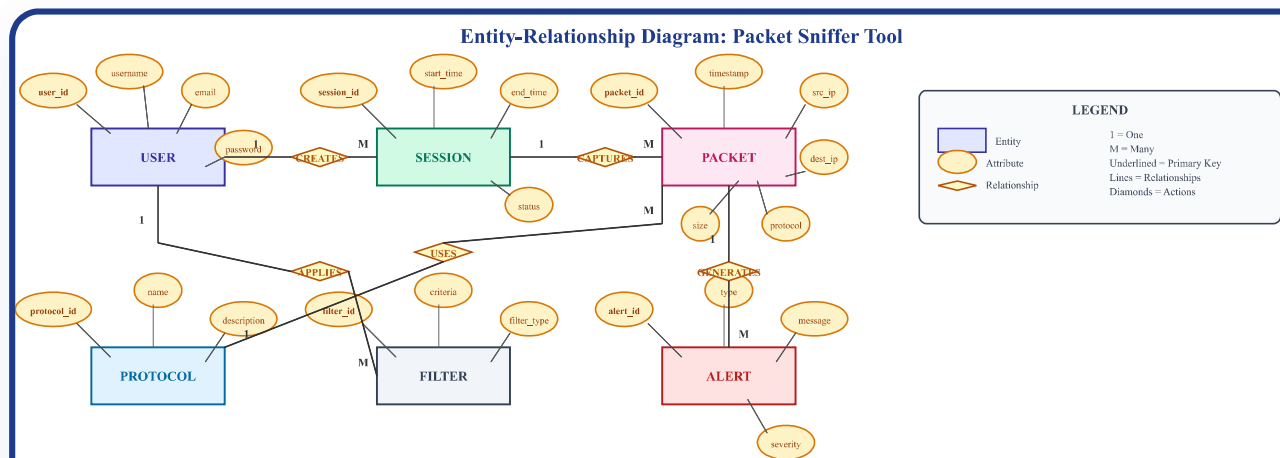 Entity-Relationship Diagram: Packet Sniffer Tool
user_id
username
email
password
session_id
start_time
end_time
status
packet_id
timestamp
src_ip
dest_ip
size
protocol
USER
1
CREATES
M
SESSION
1
CAPTURES
M
PACKET
LEGEND
Entity
Attribute
Relationship
1 = One
M = Many
Underlined = Primary Key
Lines = Relationships
Diamonds = Actions
1
M
1
USES
APPLIES
GENERATES
protocol_id
name
description
1
filter_id
criteria
filter_type
alert_id
type
message
M
M
PROTOCOL
FILTER
ALERT
severity